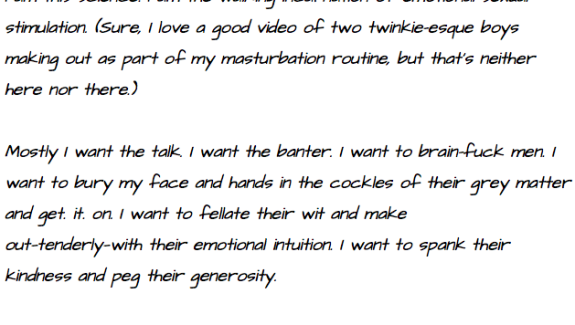 stimulation. (Sure, I love a good video of two twinkie-esque boys
making out as part of my masturbation routine, but that's neither
here nor there.)
Mostly I want the talk. I want the banter. I want to brain-fuck men. I
want to bury my face and hands in the cockles of their grey matter
and get. it. on. I want to fellate their wit and make
out-tenderly-with their emotional intuition. I want to spank their
kindness and peg their generosity.